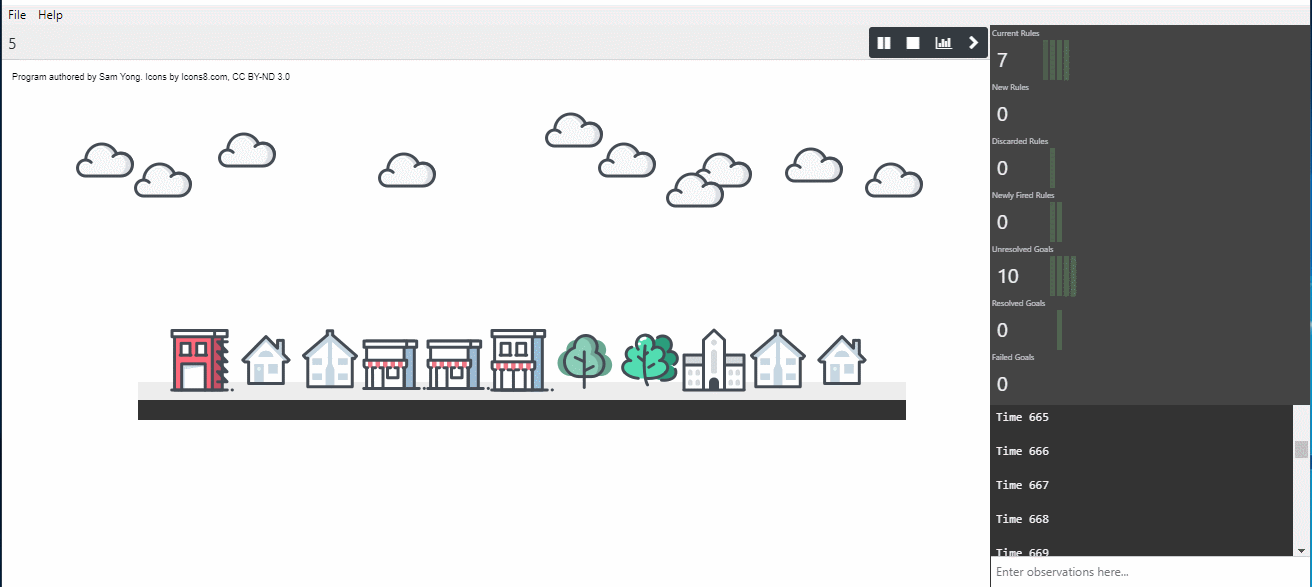 File Help
5
Program authored by Sam Yong. Icons by Icons8.com, CC BY-ND 3.0
Current Rules
7
New Rules
0
Discarded Rules
0
Newly Fired Rules
0
Unresolved Goals
10
Resolved Goals
0
Failed Goals
0
Time 665
Time 666
Time 667
Time 668
Time 669
Enter observations here...